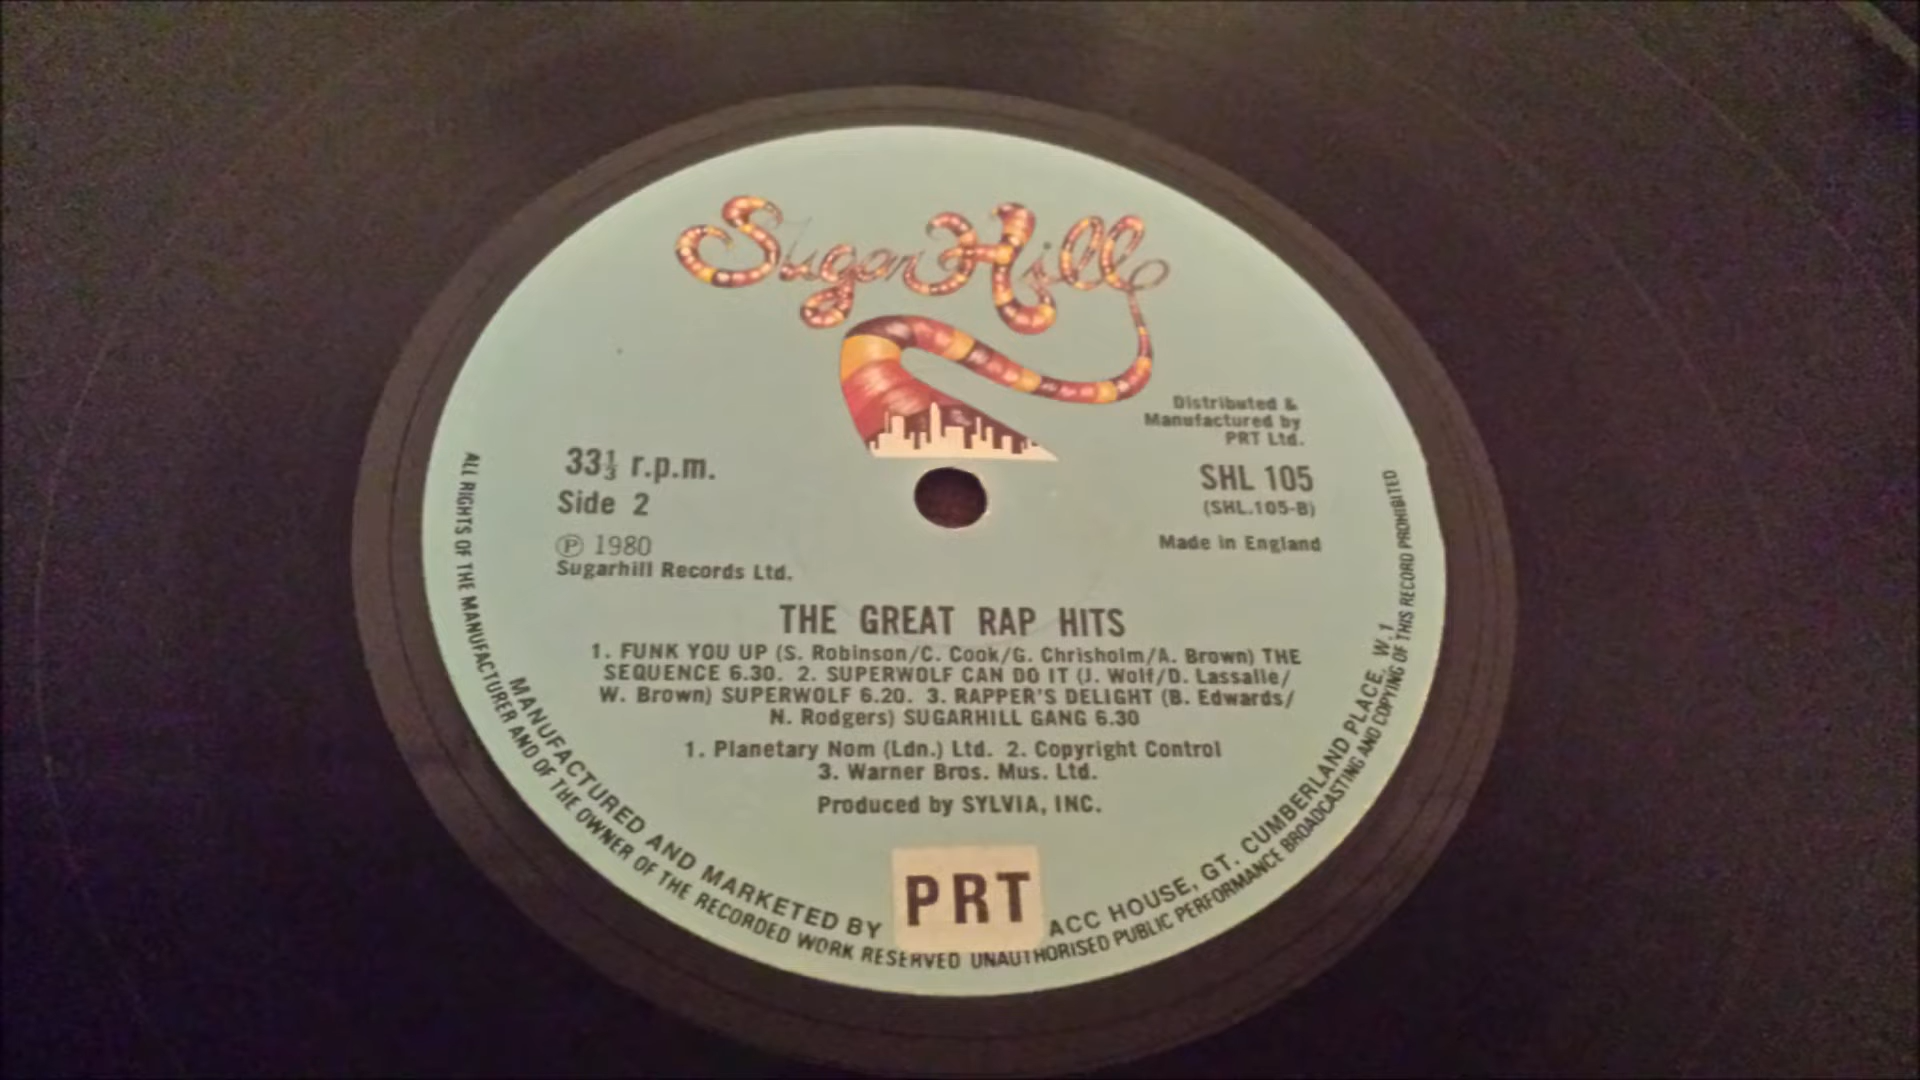 Sugar Hill
Distributed &
Manufactured by
PRT Ltd.
33⅓ r.p.m.
Side 2
SHL 105
(SHL.105-B)
Ⓟ 1980
Sugarhill Records Ltd.
Made in England
THE GREAT RAP HITS
1. FUNK YOU UP (S. Robinson/C. Cook/G. Chrisholm/A. Brown) THE
SEQUENCE 6.30. 2. SUPERWOLF CAN DO IT (J. Wolf/D. Lassalle/
W. Brown) SUPERWOLF 6.20. 3. RAPPER'S DELIGHT (B. Edwards/
N. Rodgers) SUGARHILL GANG 6.30
1. Planetary Nom (Ldn.) Ltd. 2. Copyright Control
3. Warner Bros. Mus. Ltd.
Produced by SYLVIA, INC.
MANUFACTURED AND MARKETED BY PRT ACC HOUSE, GT. CUMBERLAND PLACE, W.1
ALL RIGHTS OF THE MANUFACTURER AND OF THE OWNER OF THE RECORDED WORK RESERVED UNAUTHORISED PUBLIC PERFORMANCE BROADCASTING AND COPYING OF THIS RECORD PROHIBITED